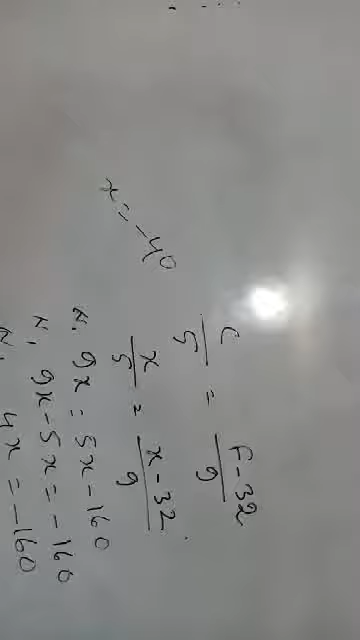 C/5 = F-32/9
x/5 = x-32/9
n, 9x = 5x - 160
n, 9x - 5x = -160
n, 4x = -160
x = -40